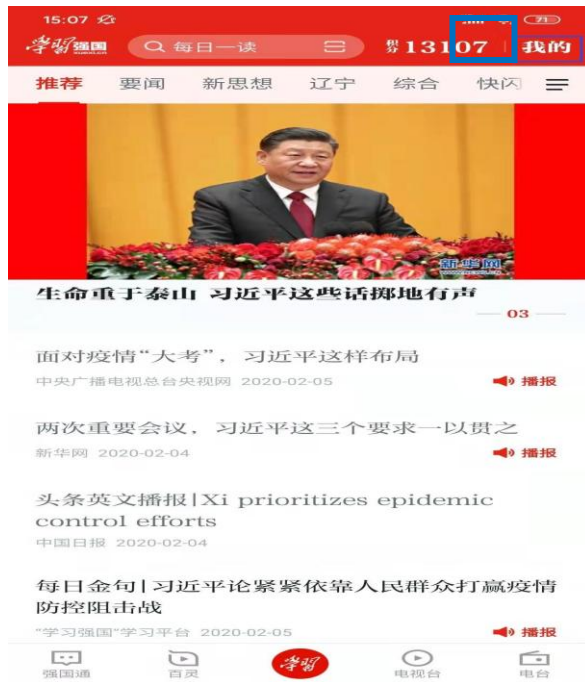 15:07
学习强国 每日一读 积分 13107 我的
推荐 要闻 新思想 辽宁 综合 快闪
新华网
生命重于泰山 习近平这些话掷地有声
03
面对疫情“大考”，习近平这样布局
中央广播电视总台央视网 2020-02-05 播报
两次重要会议，习近平这三个要求一以贯之
新华网 2020-02-04 播报
头条英文播报|Xi prioritizes epidemic
control efforts
中国日报 2020-02-04
每日金句|习近平论紧紧依靠人民群众打赢疫情
防控阻击战
“学习强国”学习平台 2020-02-05 播报
强国通 百灵 学习 电视台 电台